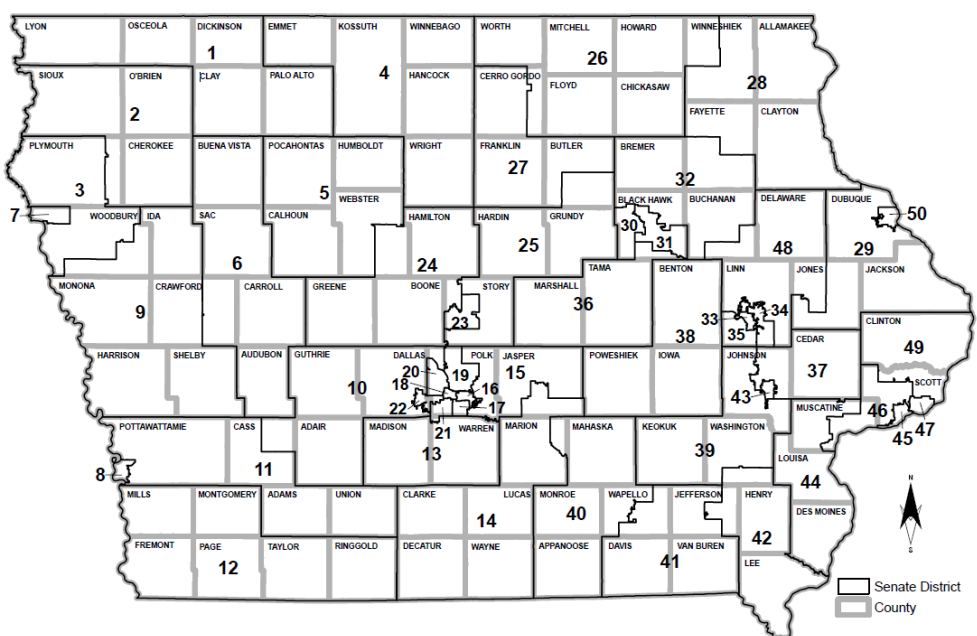 LYON
OSCEOLA
DICKINSON
EMMET
KOSSUTH
WINNEBAGO
WORTH
MITCHELL
HOWARD
WINNESHIEK
ALLAMAKEE
1
4
26
28
SIOUX
O'BRIEN
CLAY
PALO ALTO
HANCOCK
CERRO GORDO
FLOYD
CHICKASAW
2
FAYETTE
CLAYTON
PLYMOUTH
CHEROKEE
BUENA VISTA
POCAHONTAS
HUMBOLDT
WRIGHT
FRANKLIN
BUTLER
BREMER
3
5
27
32
7
WOODBURY
IDA
SAC
CALHOUN
WEBSTER
HAMILTON
HARDIN
GRUNDY
BLACK HAWK
BUCHANAN
DELAWARE
DUBUQUE
50
30
31
6
24
25
48
29
MONONA
CRAWFORD
CARROLL
GREENE
BOONE
STORY
MARSHALL
TAMA
BENTON
LINN
JONES
JACKSON
9
23
36
38
33
34
35
CLINTON
HARRISON
SHELBY
AUDUBON
GUTHRIE
DALLAS
POLK
JASPER
POWESHIEK
IOWA
JOHNSON
CEDAR
49
10
20
19
18
16
15
17
22
21
43
37
SCOTT
46
47
45
MUSCATINE
POTTAWATTAMIE
CASS
ADAIR
MADISON
WARREN
MARION
MAHASKA
KEOKUK
WASHINGTON
8
11
13
39
LOUISA
44
MILLS
MONTGOMERY
ADAMS
UNION
CLARKE
LUCAS
MONROE
WAPELLO
JEFFERSON
HENRY
DES MOINES
14
40
42
N
S
FREMONT
PAGE
TAYLOR
RINGGOLD
DECATUR
WAYNE
APPANOOSE
DAVIS
VAN BUREN
LEE
12
41
Senate District
County